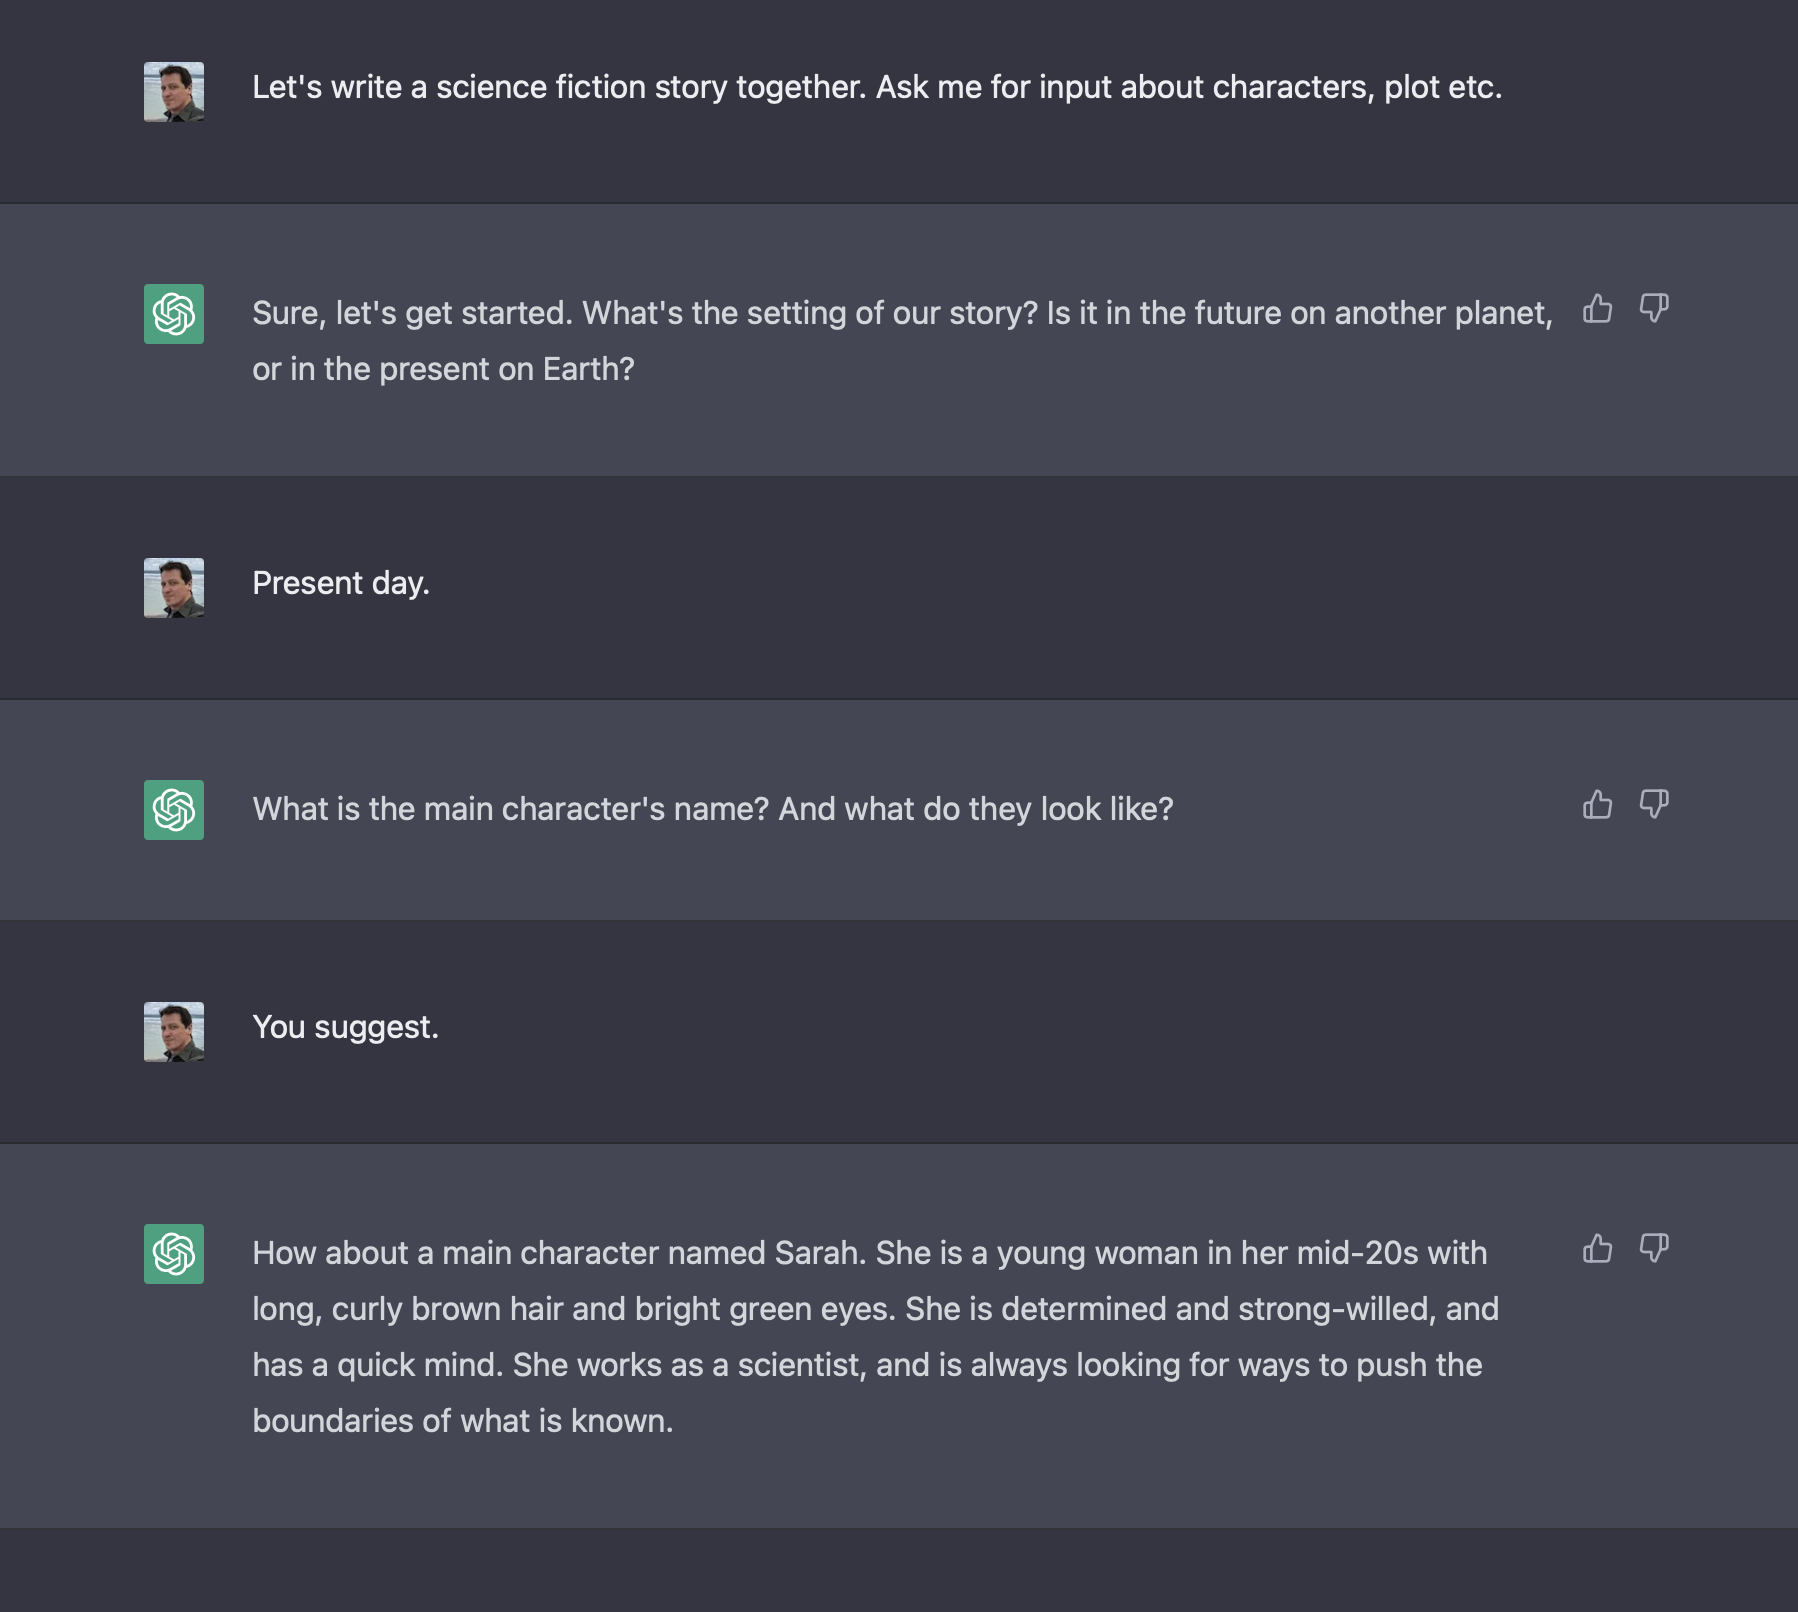 Let's write a science fiction story together. Ask me for input about characters, plot etc.
Sure, let's get started. What's the setting of our story? Is it in the future on another planet,
or in the present on Earth?
Present day.
What is the main character's name? And what do they look like?
You suggest.
How about a main character named Sarah. She is a young woman in her mid-20s with
long, curly brown hair and bright green eyes. She is determined and strong-willed, and
has a quick mind. She works as a scientist, and is always looking for ways to push the
boundaries of what is known.